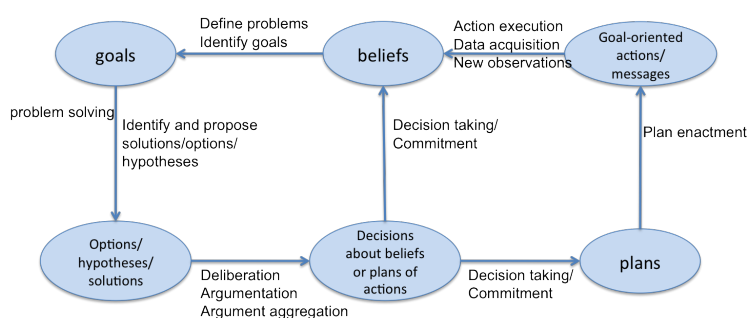 goals
Define problems
Identify goals
beliefs
Action execution
Data acquisition
New observations
Goal-oriented
actions/
messages
problem solving
Identify and propose
solutions/options/
hypotheses
Decision taking/
Commitment
Plan enactment
Options/
hypotheses/
solutions
Deliberation
Argumentation
Argument aggregation
Decisions
about beliefs
or plans of
actions
Decision taking/
Commitment
plans